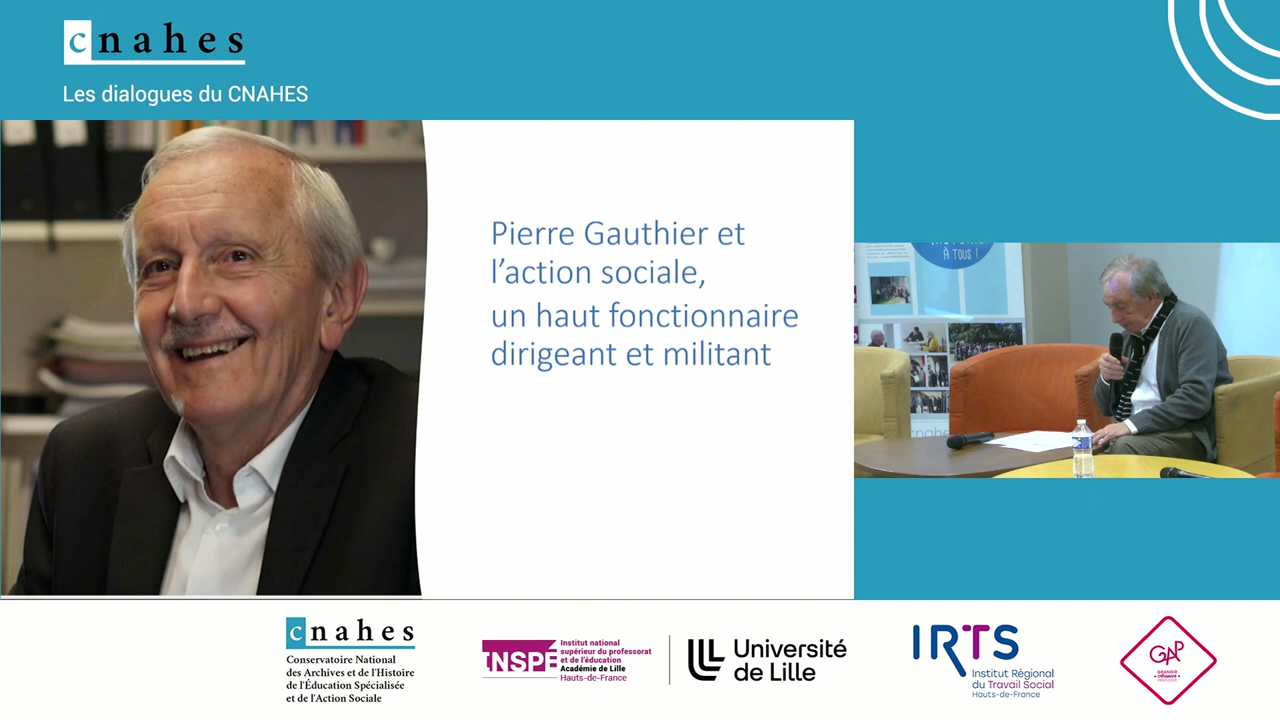 cnahes
Les dialogues du CNAHES
Pierre Gauthier et
l'action sociale,
un haut fonctionnaire
dirigeant et militant
À TOUS !
cnahes
cnahes
Conservatoire National
des Archives et de l'Histoire
de l'Éducation Spécialisée
et de l'Action Sociale
INSPÉ
Institut national
supérieur du professorat
et de l'éducation
Académie de Lille
Hauts-de-France
Université
de Lille
IRTS
Institut Régional
du Travail Social
Hauts-de-France
GAP
GRANDIR